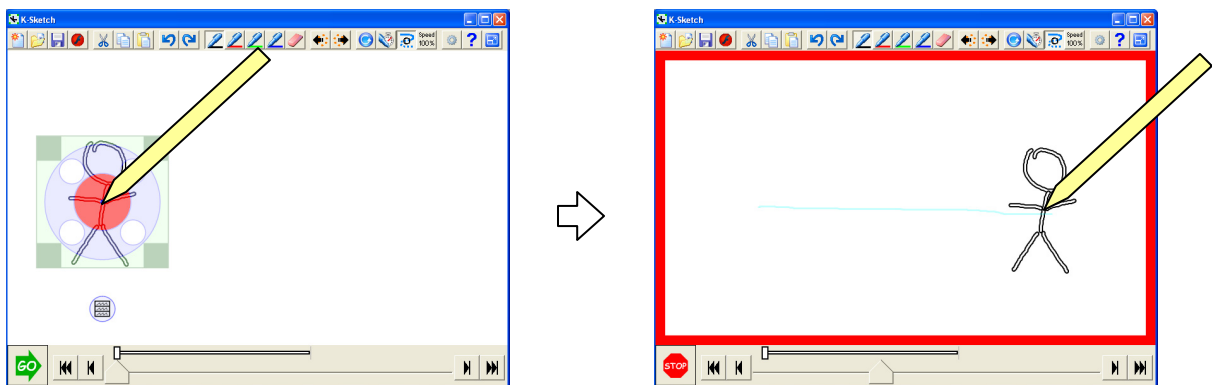 K-Sketch
Speed
100%
?
GO
K-Sketch
Speed
100%
?
STOP